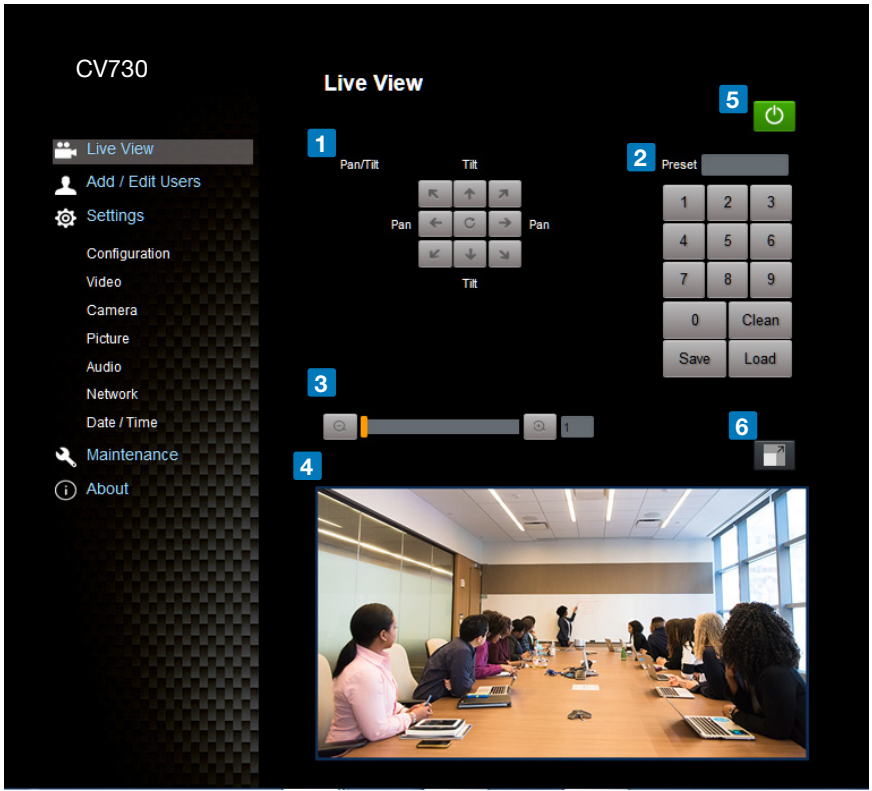 CV730
Live View
Add / Edit Users
Settings
Configuration
Video
Camera
Picture
Audio
Network
Date / Time
Maintenance
About
Live View
5
1
Pan/Tilt
Tilt
Pan
Pan
Tilt
2
Preset
1 2 3
4 5 6
7 8 9
0 Clean
Save Load
3
1
6
4